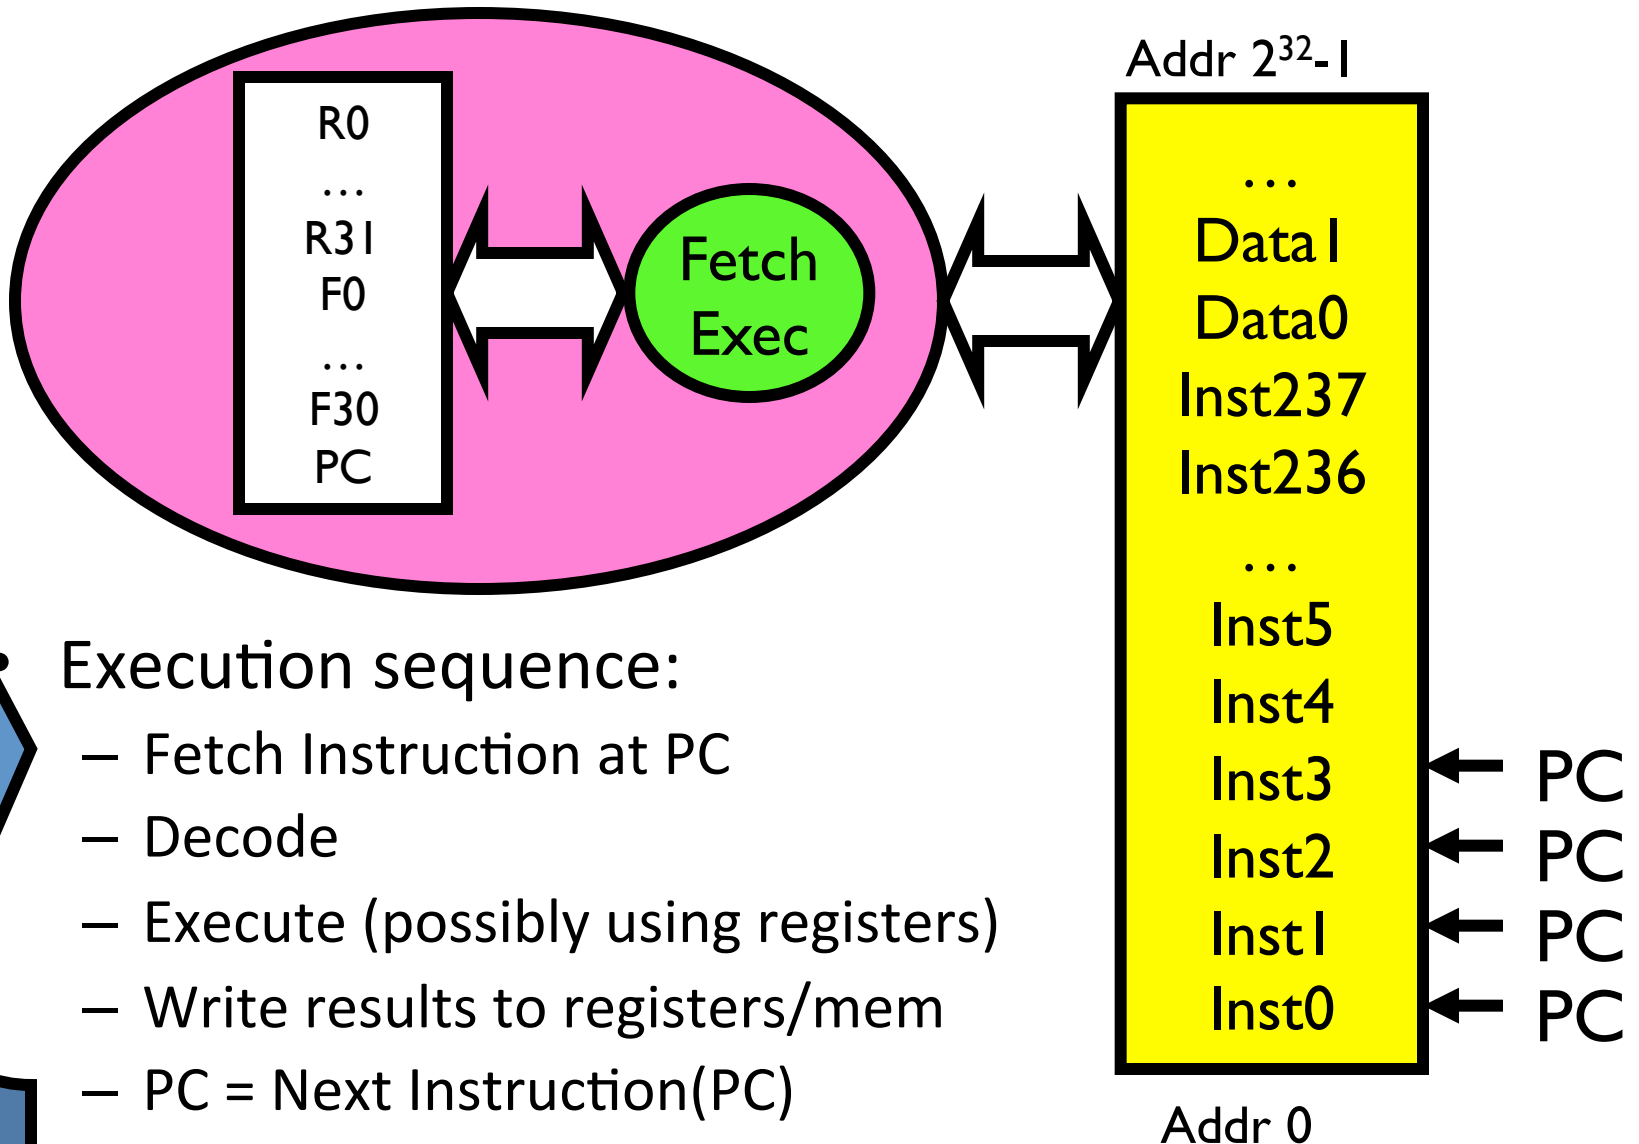 R0
...
R31
F0
...
F30
PC
Fetch
Exec
Addr 2³²-1
...
Data1
Data0
Inst237
Inst236
...
Inst5
Inst4
Inst3
Inst2
Inst1
Inst0
Addr 0
PC
PC
PC
PC
• Execution sequence:
– Fetch Instruction at PC
– Decode
– Execute (possibly using registers)
– Write results to registers/mem
– PC = Next Instruction(PC)